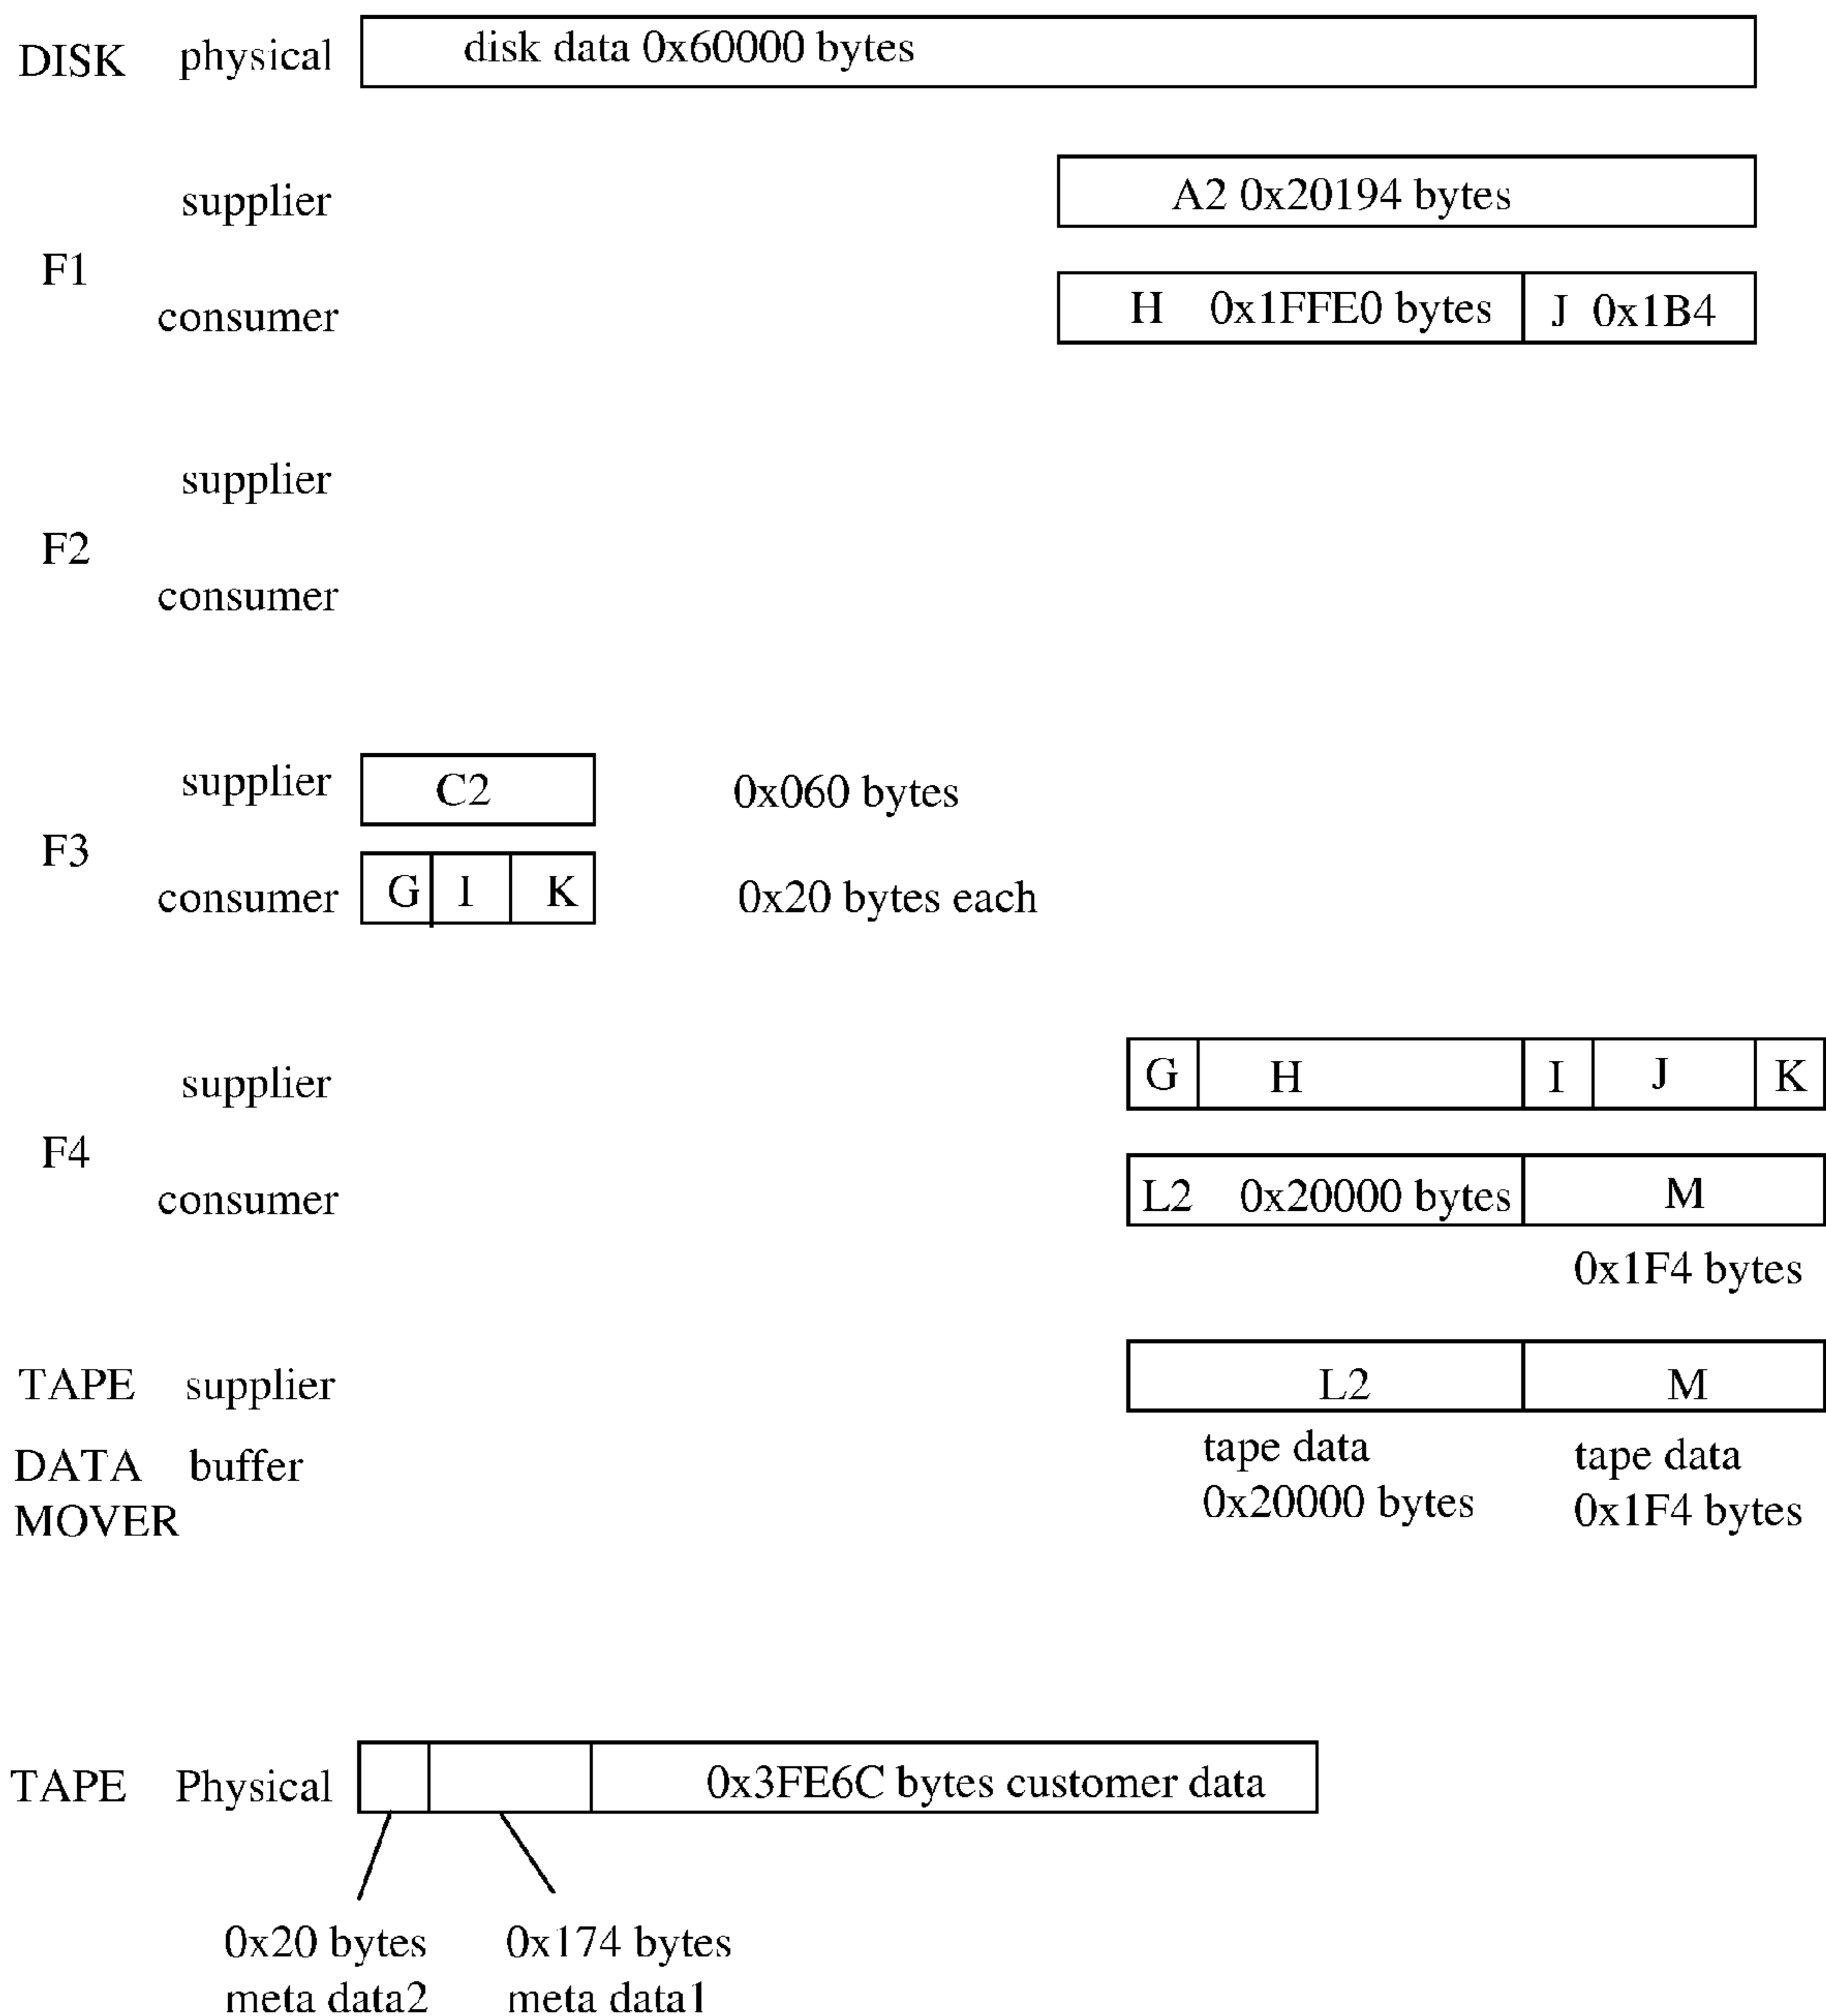 DISK physical disk data 0x60000 bytes
supplier A2 0x20194 bytes
F1
consumer H 0x1FFE0 bytes J 0x1B4
supplier
F2
consumer
supplier C2 0x060 bytes
F3
consumer G I K 0x20 bytes each
supplier G H I J K
F4
consumer L2 0x20000 bytes M
0x1F4 bytes
TAPE supplier L2 M
DATA buffer tape data tape data
MOVER 0x20000 bytes 0x1F4 bytes
TAPE Physical 0x3FE6C bytes customer data
0x20 bytes 0x174 bytes
meta data2 meta data1